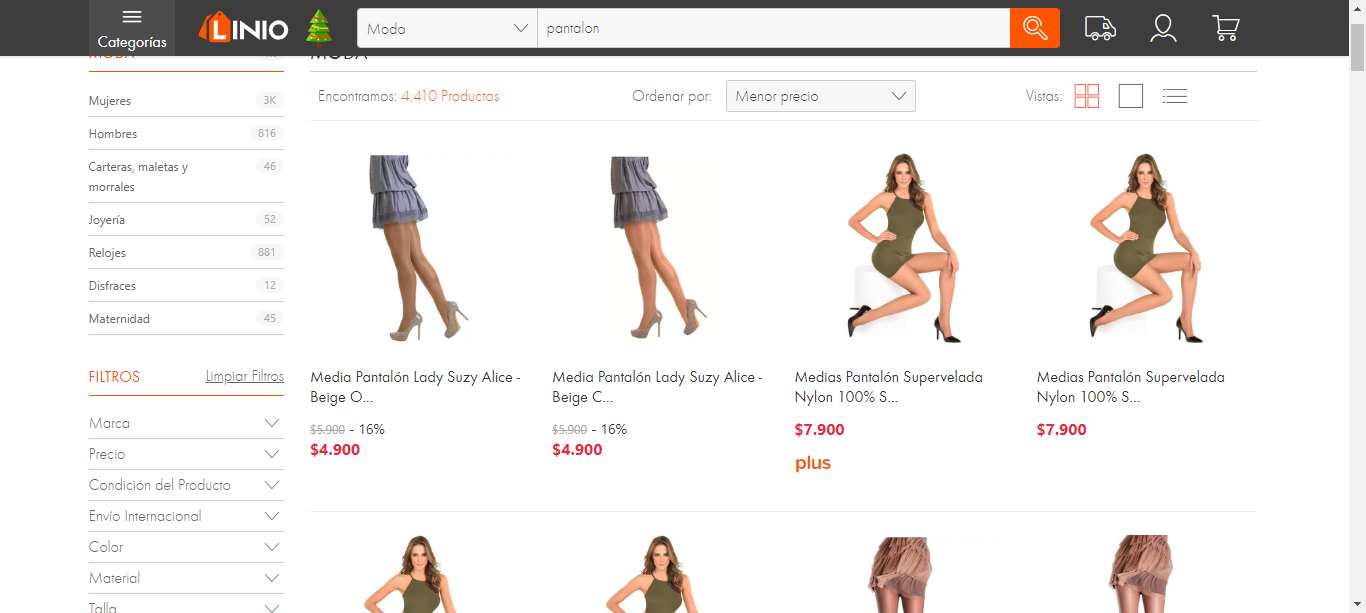 Categorías
LINIO
Moda
pantalon
MODA
MODA
Mujeres 3K
Hombres 816
Carteras, maletas y
morrales 46
Joyería 52
Relojes 881
Disfraces 12
Maternidad 45
FILTROS Limpiar Filtros
Marca
Precio
Condición del Producto
Envío Internacional
Color
Material
Talla
Encontramos: 4,410 Productos
Ordenar por: Menor precio
Vistas:
Media Pantalón Lady Suzy Alice -
Beige O...
$5.900 - 16%
$4.900
Media Pantalón Lady Suzy Alice -
Beige C...
$5.900 - 16%
$4.900
Medias Pantalón Supervelada
Nylon 100% S...
$7.900
plus
Medias Pantalón Supervelada
Nylon 100% S...
$7.900